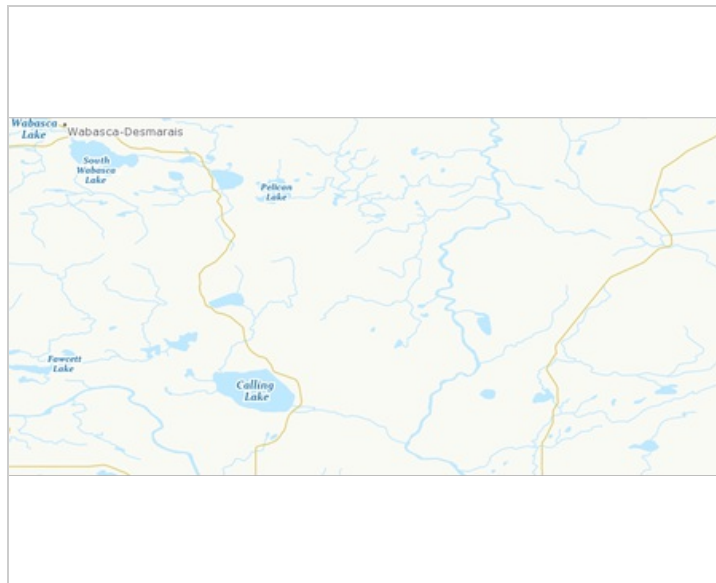 Wabasca
Lake
Wabasca-Desmarais
South
Wabasca
Lake
Pelican
Lake
Fawcett
Lake
Calling
Lake